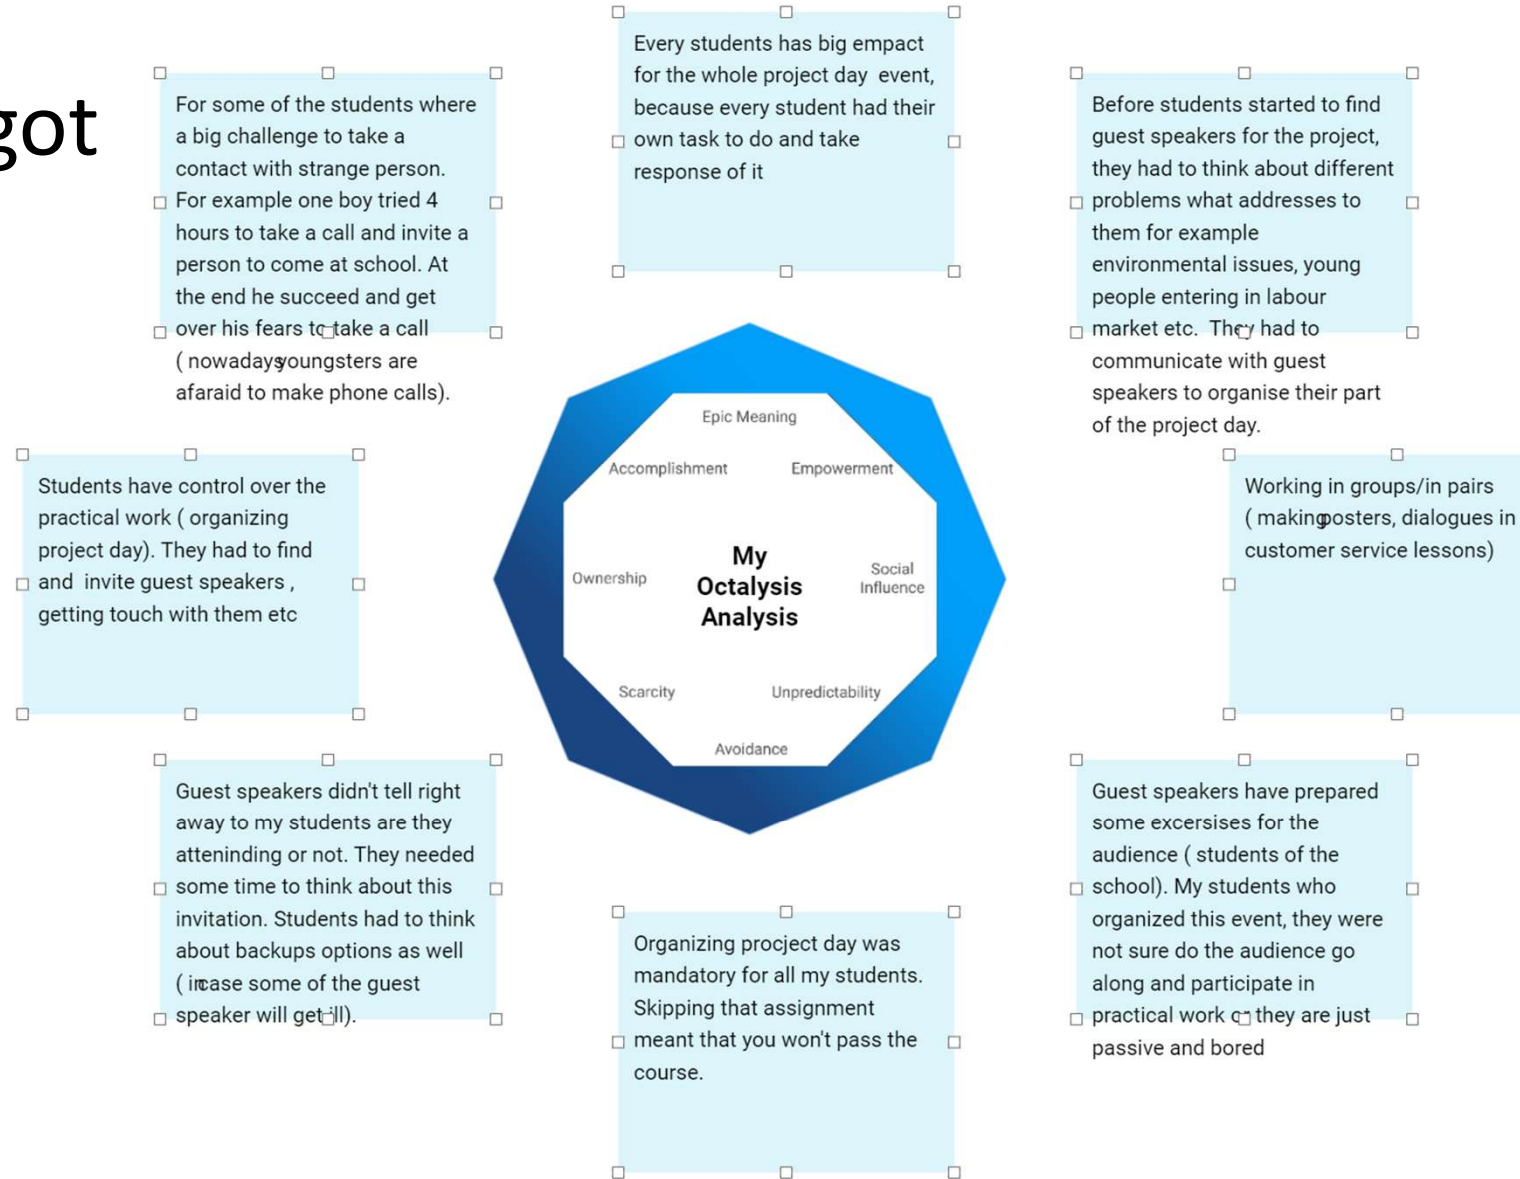 got
Every students has big empact
for the whole project day event,
because every student had their
own task to do and take
response of it
For some of the students where
a big challenge to take a
contact with strange person.
For example one boy tried 4
hours to take a call and invite a
person to come at school. At
the end he succeed and get
over his fears to take a call
( nowadays youngsters are
afaraid to make phone calls).
Before students started to find
guest speakers for the project,
they had to think about different
problems what addresses to
them for example
environmental issues, young
people entering in labour
market etc. They had to
communicate with guest
speakers to organise their part
of the project day.
Epic Meaning
Accomplishment
Empowerment
Students have control over the
practical work ( organizing
project day). They had to find
and invite guest speakers ,
getting touch with them etc
Ownership
My
Octalysis
Analysis
Social
Influence
Working in groups/in pairs
( making posters, dialogues in
customer service lessons)
Scarcity
Unpredictability
Avoidance
Guest speakers didn't tell right
away to my students are they
atteninding or not. They needed
some time to think about this
invitation. Students had to think
about backups options as well
( in case some of the guest
speaker will get ill).
Organizing procject day was
mandatory for all my students.
Skipping that assignment
meant that you won't pass the
course.
Guest speakers have prepared
some excersises for the
audience ( students of the
school). My students who
organized this event, they were
not sure do the audience go
along and participate in
practical work or they are just
passive and bored